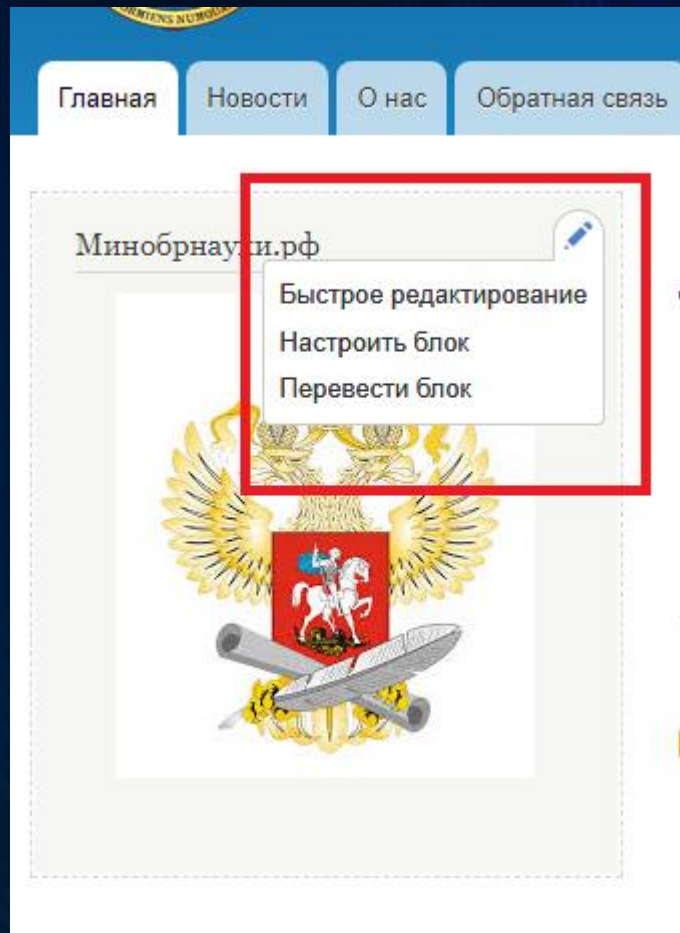 Главная Новости О нас Обратная связь
Минобрнауки.рф
Быстрое редактирование
Настроить блок
Перевести блок